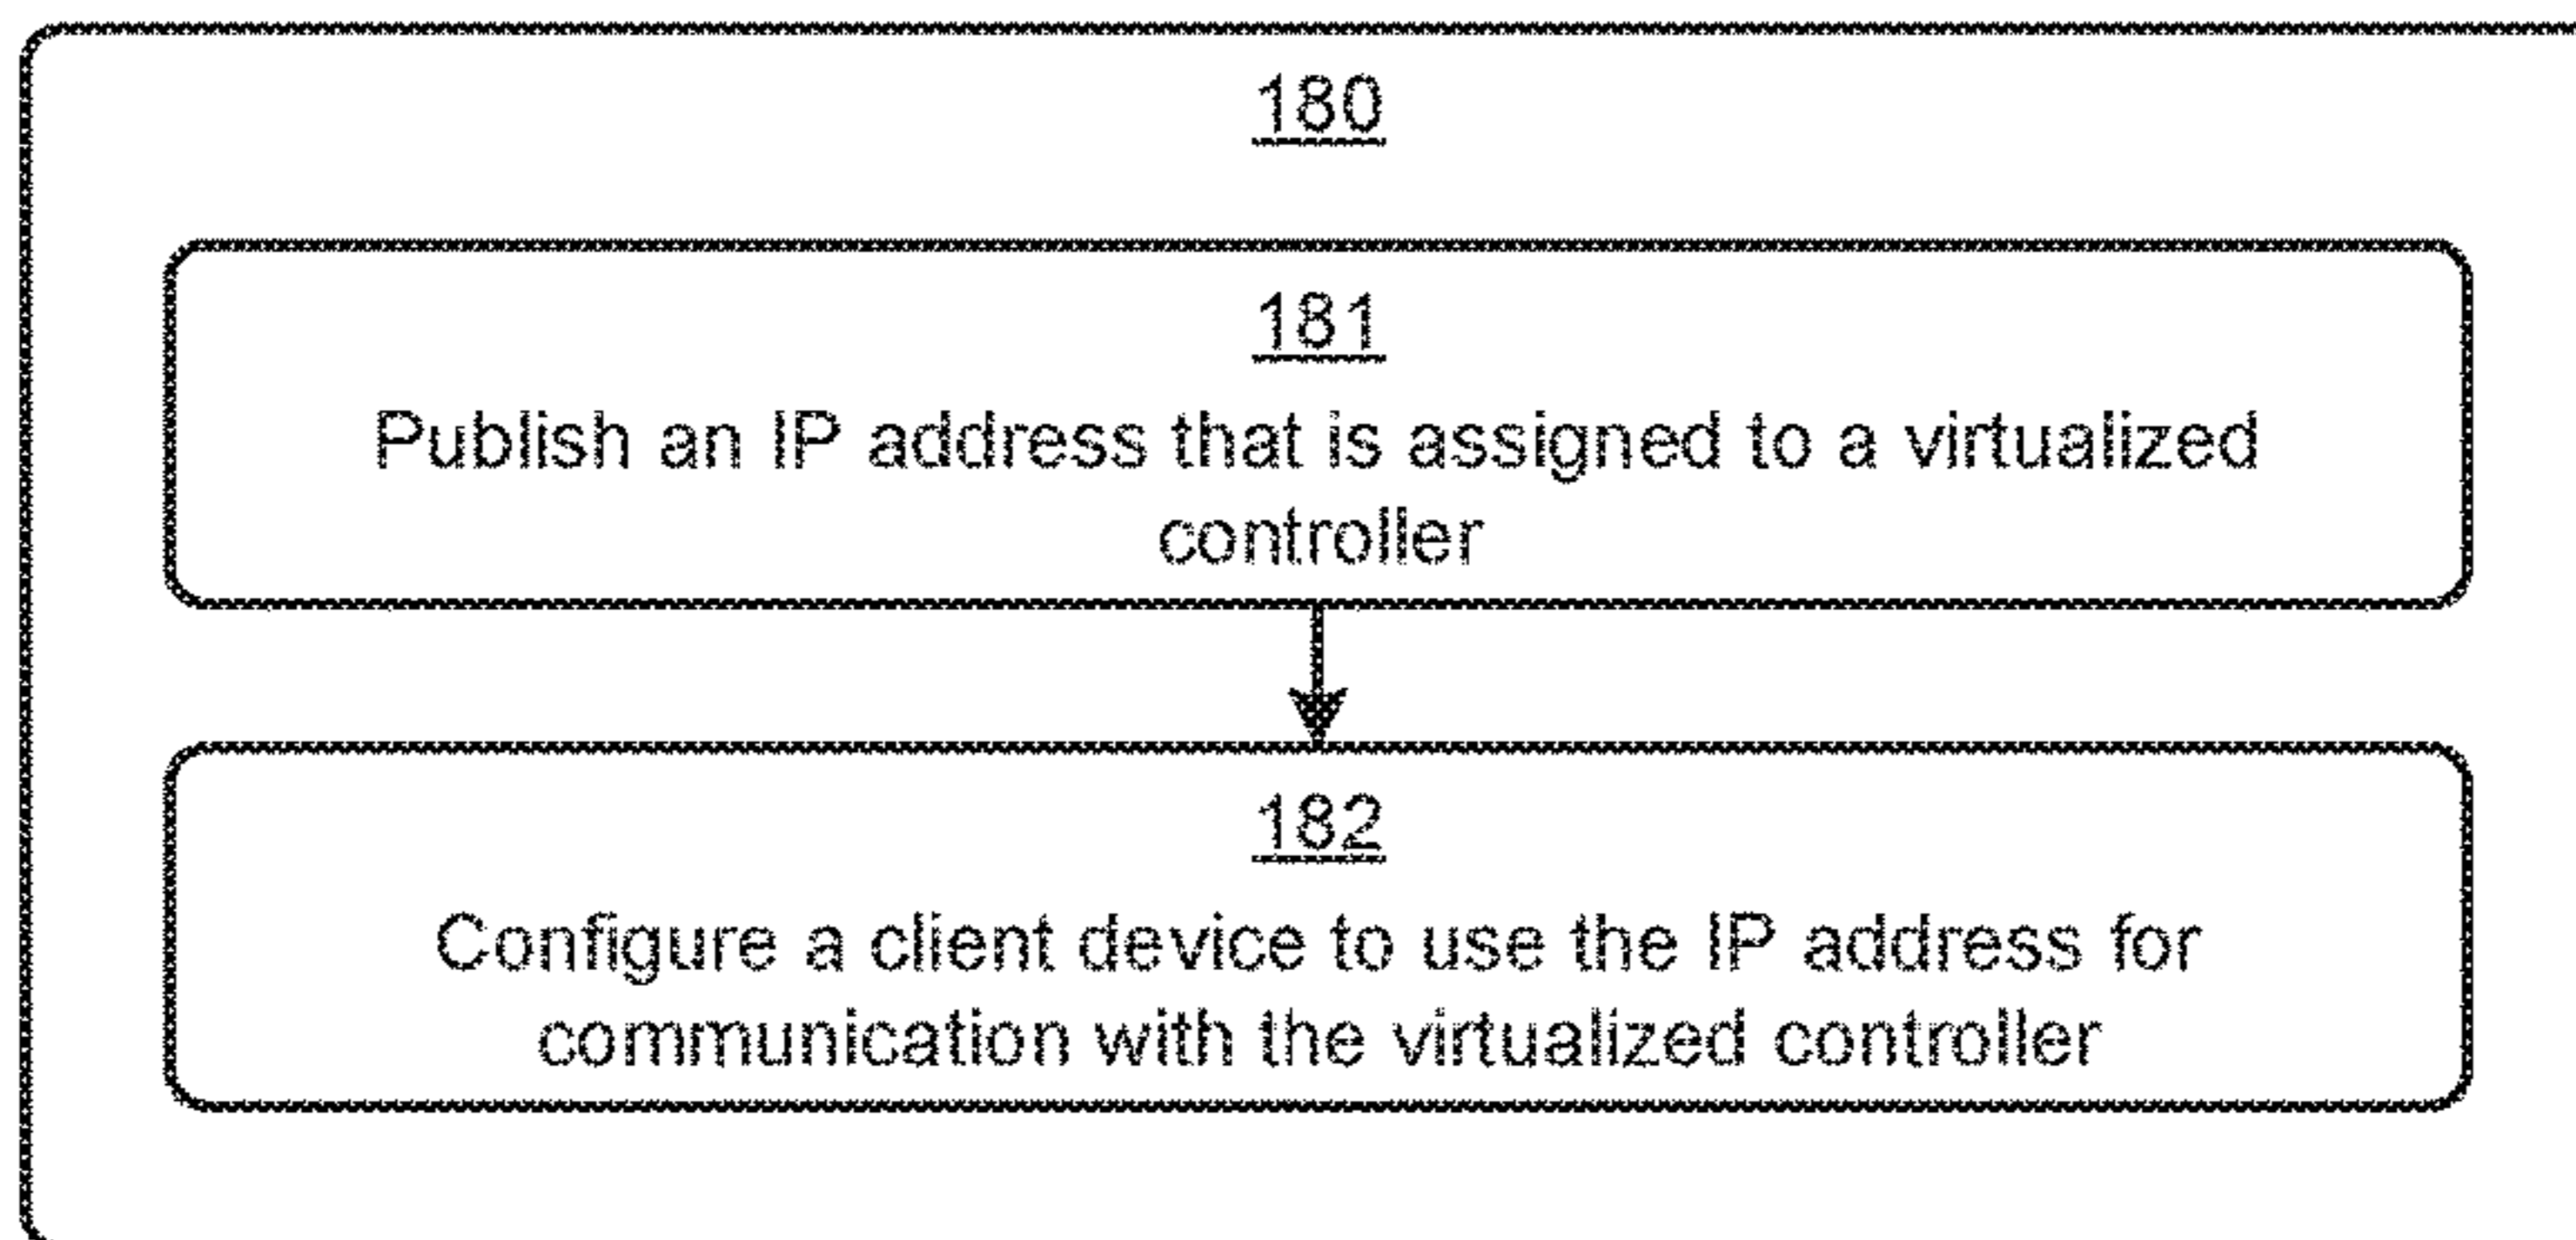 180
181
Publish an IP address that is assigned to a virtualized
controller
182
Configure a client device to use the IP address for
communication with the virtualized controller